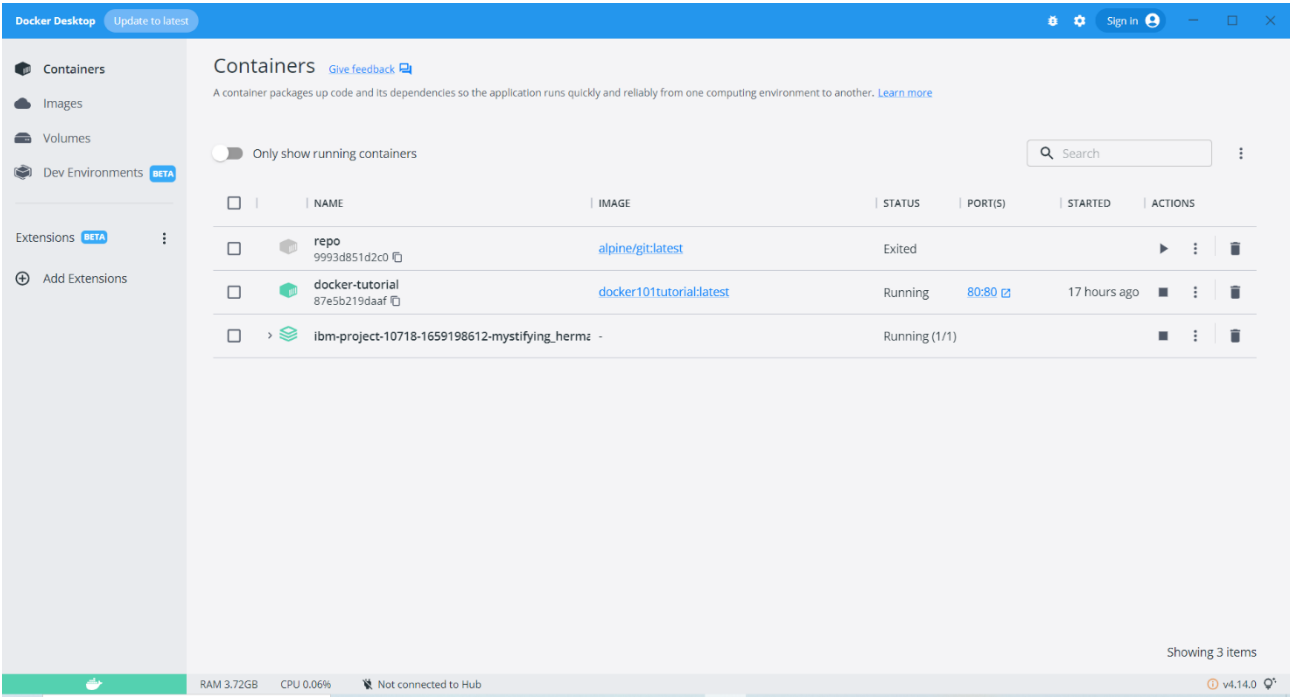 Docker Desktop Update to latest Sign in
Containers
Images
Volumes
Dev Environments BETA
Extensions BETA
Add Extensions
Containers Give feedback
A container packages up code and its dependencies so the application runs quickly and reliably from one computing environment to another. Learn more
Only show running containers Search
NAME IMAGE STATUS PORT(S) STARTED ACTIONS
repo
9993d851d2c0 alpine/git:latest Exited
docker-tutorial
87e5b219daaf docker101tutorial:latest Running 80:80 17 hours ago
ibm-project-10718-1659198612-mystifying_herma - Running (1/1)
Showing 3 items
RAM 3.72GB CPU 0.06% Not connected to Hub v4.14.0